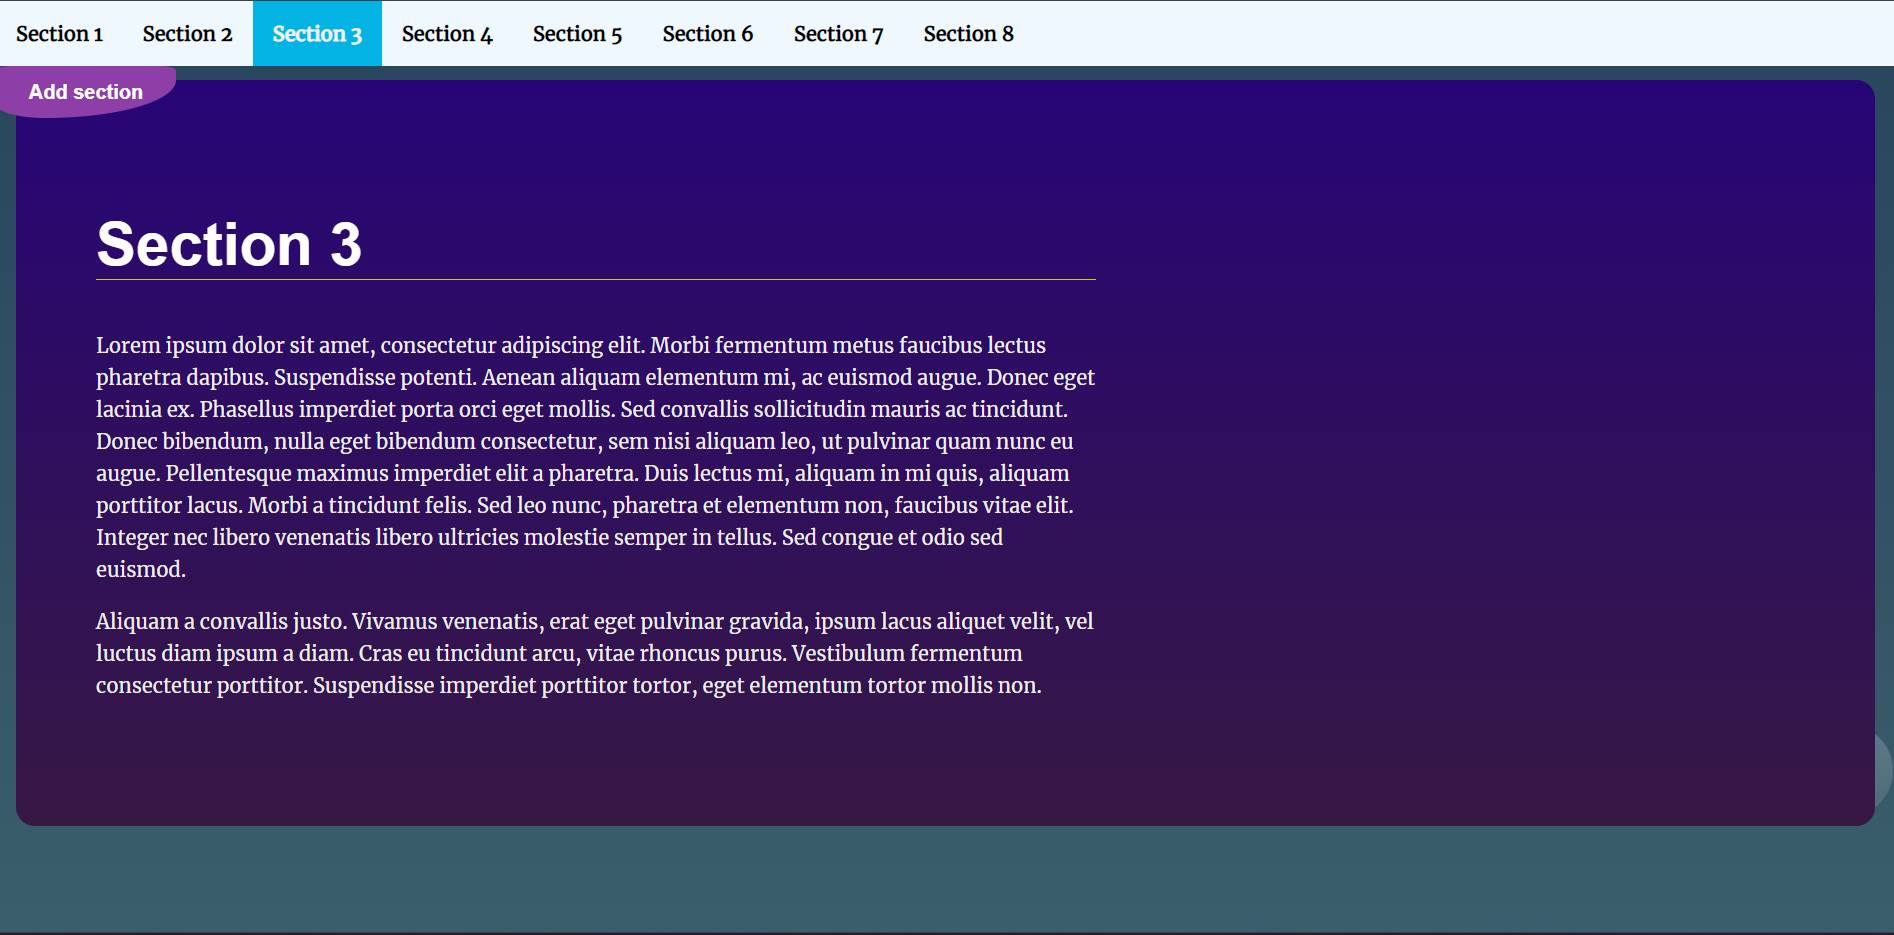 Section 1 Section 2 Section 3 Section 4 Section 5 Section 6 Section 7 Section 8
Add section
Section 3
Lorem ipsum dolor sit amet, consectetur adipiscing elit. Morbi fermentum metus faucibus lectus
pharetra dapibus. Suspendisse potenti. Aenean aliquam elementum mi, ac euismod augue. Donec eget
lacinia ex. Phasellus imperdiet porta orci eget mollis. Sed convallis sollicitudin mauris ac tincidunt.
Donec bibendum, nulla eget bibendum consectetur, sem nisi aliquam leo, ut pulvinar quam nunc eu
augue. Pellentesque maximus imperdiet elit a pharetra. Duis lectus mi, aliquam in mi quis, aliquam
porttitor lacus. Morbi a tincidunt felis. Sed leo nunc, pharetra et elementum non, faucibus vitae elit.
Integer nec libero venenatis libero ultricies molestie semper in tellus. Sed congue et odio sed
euismod.
Aliquam a convallis justo. Vivamus venenatis, erat eget pulvinar gravida, ipsum lacus aliquet velit, vel
luctus diam ipsum a diam. Cras eu tincidunt arcu, vitae rhoncus purus. Vestibulum fermentum
consectetur porttitor. Suspendisse imperdiet porttitor tortor, eget elementum tortor mollis non.